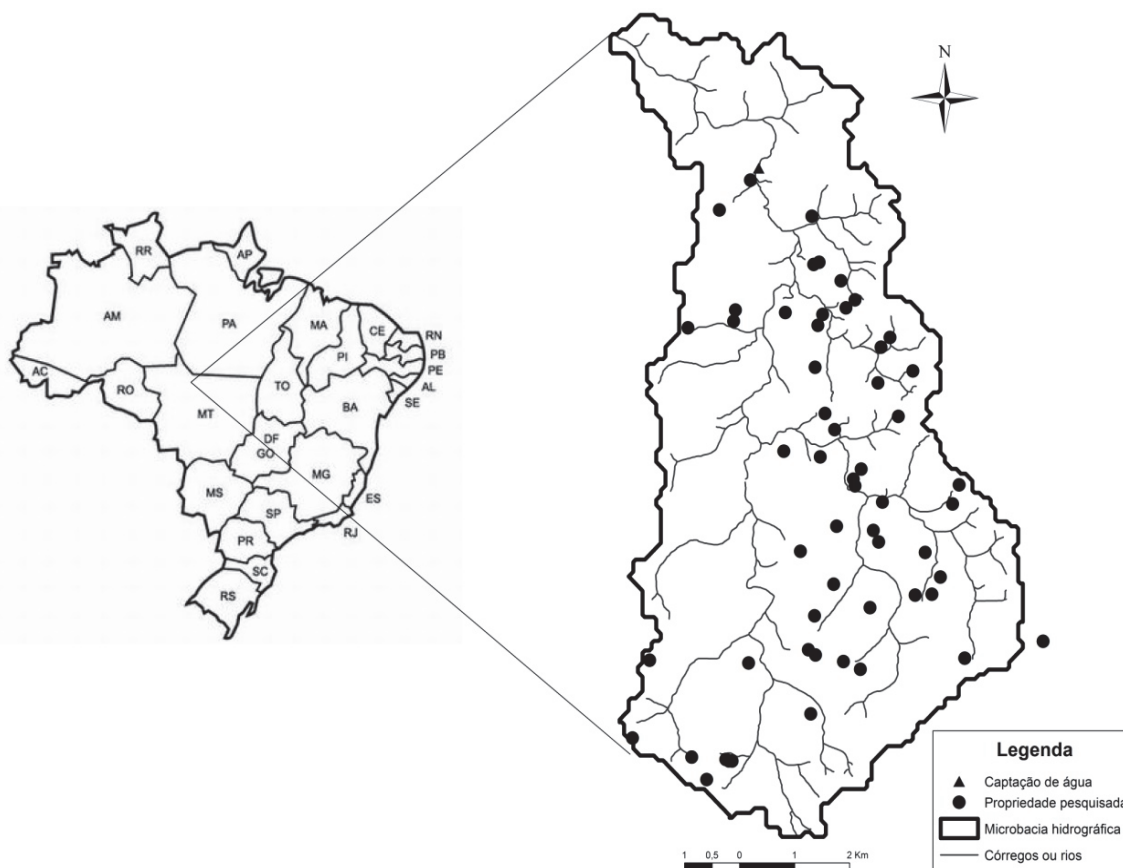 N
RR
AP
AM
PA
MA
CE
RN
PB
PI
PE
AC
AL
TO
RO
SE
MT
BA
DF
GO
MG
MS
ES
SP
RJ
PR
SC
RS
Legenda
Captação de água
Propriedade pesquisada
Microbacia hidrográfica
Córregos ou rios
1 0,5 0 1 2 Km